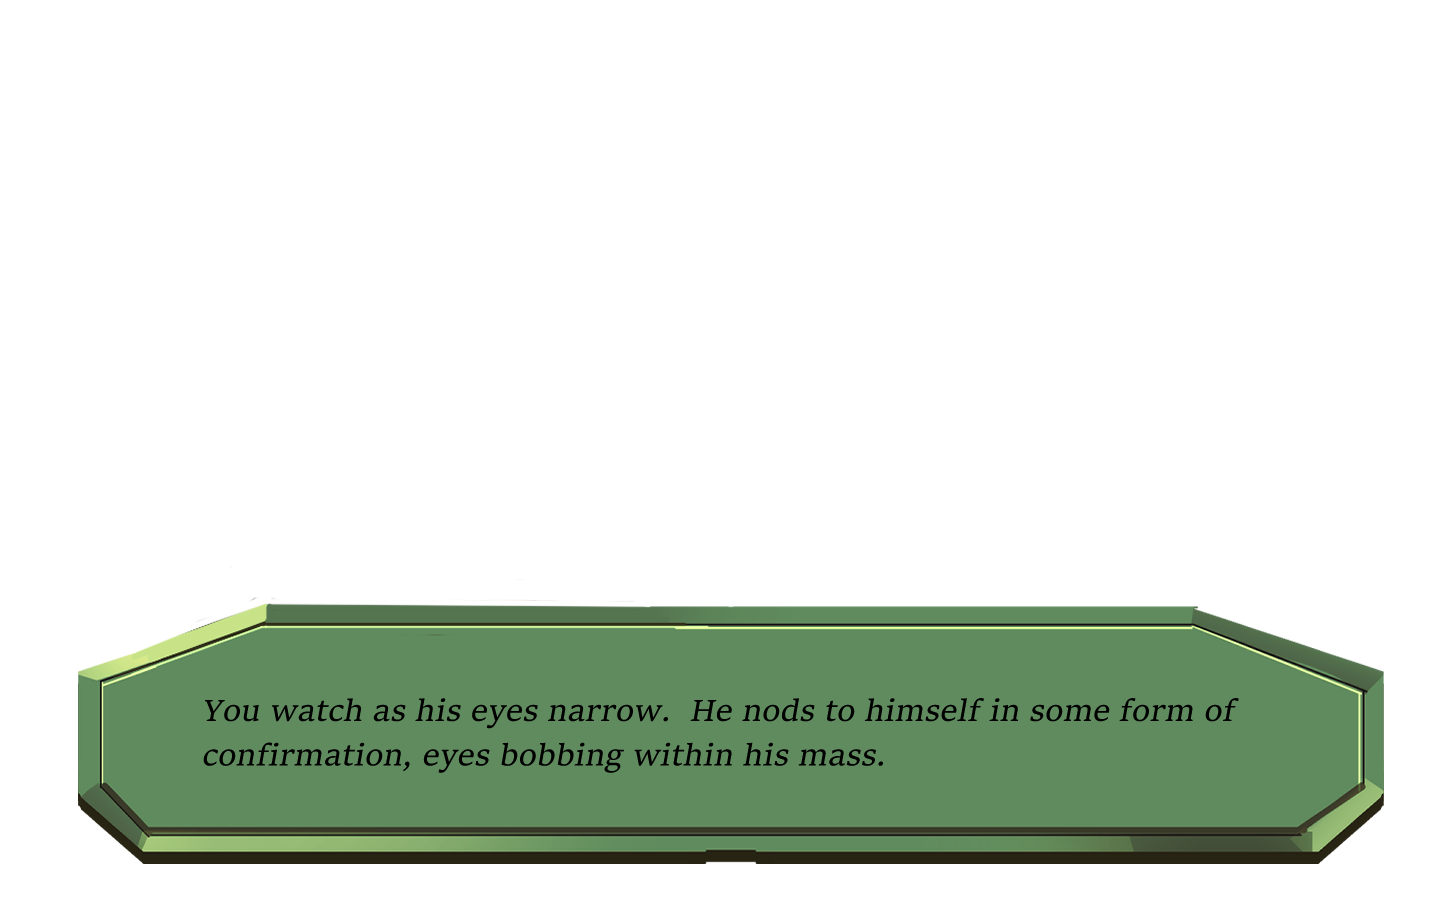 You watch as his eyes narrow.  He nods to himself in some form of
confirmation, eyes bobbing within his mass.